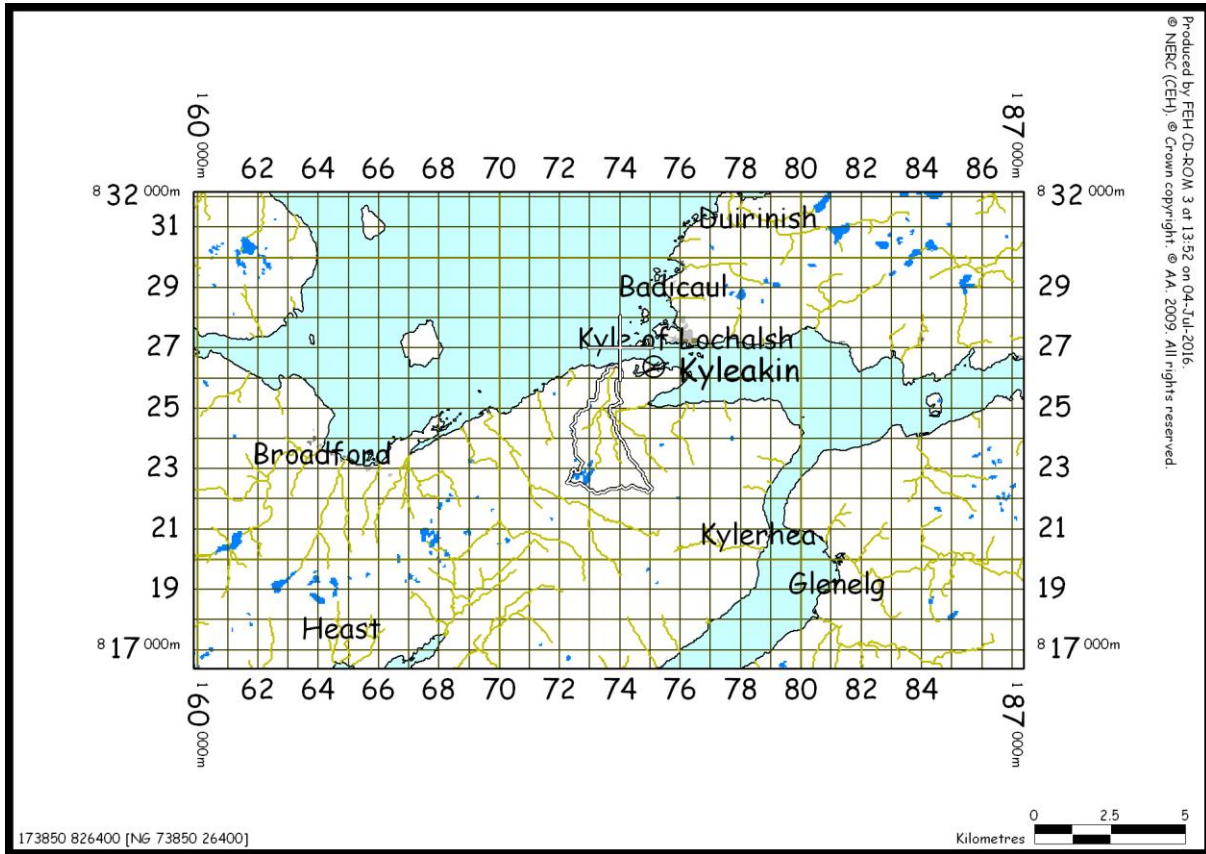 1 60 000m
1 87 000m
62 64 66 68 70 72 74 76 78 80 82 84 86
8 32 000m
8 32 000m
Duirinish
31
29
Badicaul
29
27
Kyle of Lochalsh
27
Kyleakin
25
25
Broadford
23
23
21
Kylerhea
21
19
Glenelg
19
Heast
8 17 000m
8 17 000m
62 64 66 68 70 72 74 76 78 80 82 84
1 60 000m
1 87 000m
Produced by FEH CD-ROM 3 at 13:52 on 04-Jul-2016.
© NERC (CEH). © Crown copyright. © AA. 2009. All rights reserved.
173850 826400 [NG 73850 26400]
Kilometres
0 2.5 5